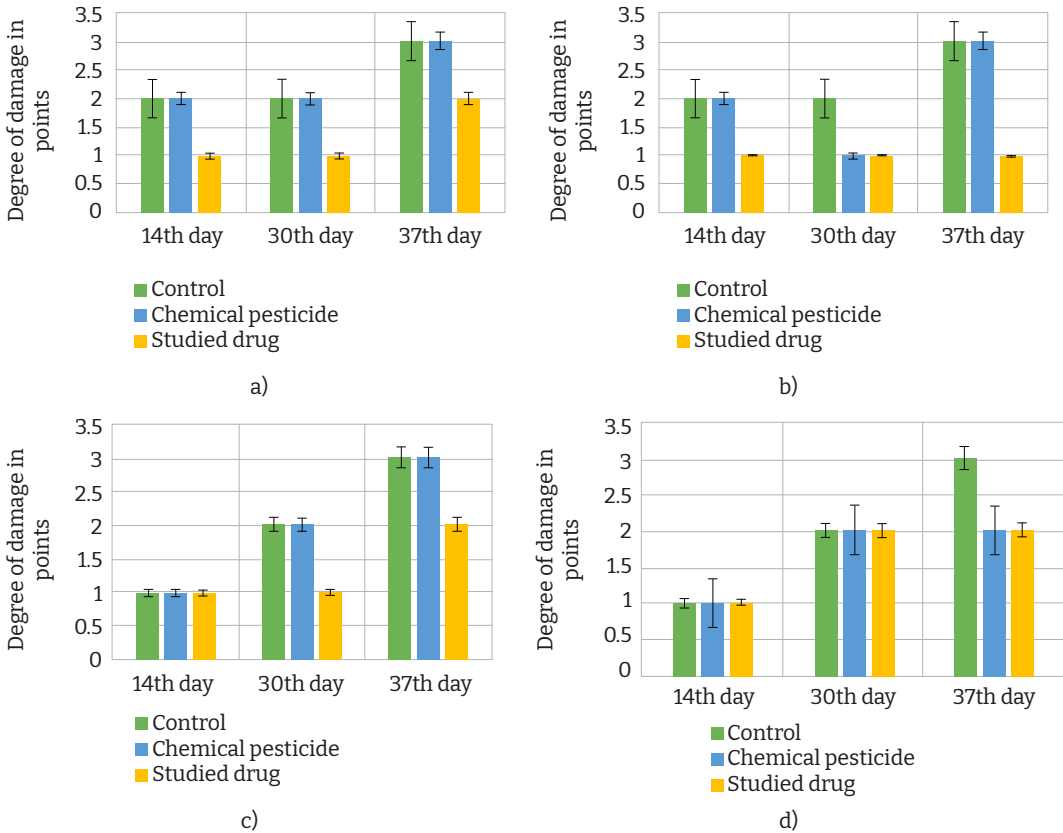 Degree of damage in
points
3.5
3
2.5
2
1.5
1
0.5
0
14th day
30th day
37th day
Control
Chemical pesticide
Studied drug
a)
Degree of damage in
points
3.5
3
2.5
2
1.5
1
0.5
0
14th day
30th day
37th day
Control
Chemical pesticide
Studied drug
b)
Degree of damage in
points
3.5
3
2.5
2
1.5
1
0.5
0
14th day
30th day
37th day
Control
Chemical pesticide
Studied drug
c)
Degree of damage in
points
3.5
3
2.5
2
1.5
1
0.5
0
14th day
30th day
37th day
Control
Chemical pesticide
Studied drug
d)